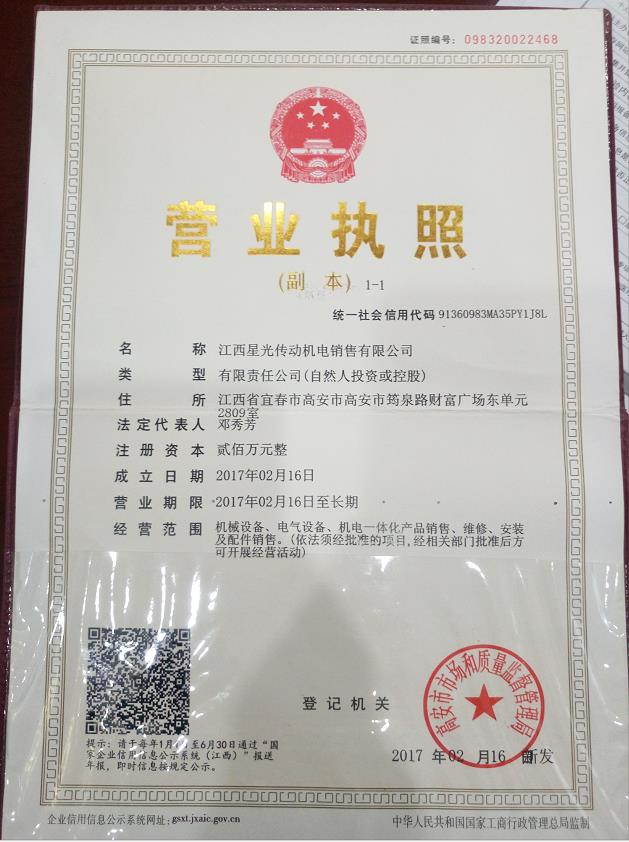 证照编号: 098320022468
营业执照
(副 本) 1-1
统一社会信用代码 91360983MA35PY1J8L
名 称 江西星光传动机电销售有限公司
类 型 有限责任公司(自然人投资或控股)
住 所 江西省宜春市高安市高安市筠泉路财富广场东单元
2809室
法定代表人 邓秀芳
注册资本 贰佰万元整
成立日期 2017年02月16日
营业期限 2017年02月16日至长期
经营范围 机械设备、电气设备、机电一体化产品销售、维修、安装
及配件销售。(依法须经批准的项目,经相关部门批准后方
可开展经营活动)
登记机关
高安市市场和质量监督管理局
2017 年02 月16 日颁发
提示: 请于每年1月1日至6月30日通过“国
家企业信用信息公示系统(江西)”报送
年报,即时信息按规定公示。
企业信用信息公示系统网址: gsxt.jxaic.gov.cn
中华人民共和国国家工商行政管理总局监制